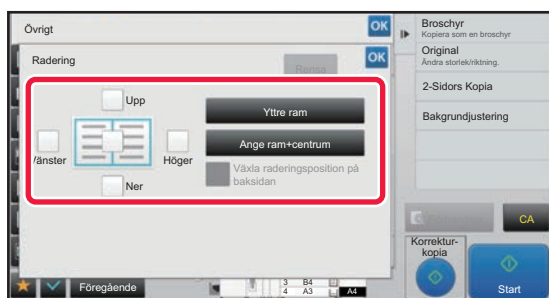 Övrigt
OK
Radering
Rensa
OK
Upp
Vänster
Höger
Ner
Yttre ram
Ange ram+centrum
Växla raderingsposition på
baksidan
Föregående
3 B4
4 A3
A4
Broschyr
Kopiera som en broschyr
Original
Ändra storlek/riktning.
2-Sidors Kopia
Bakgrundjustering
CA
Korrektur-
kopia
Start